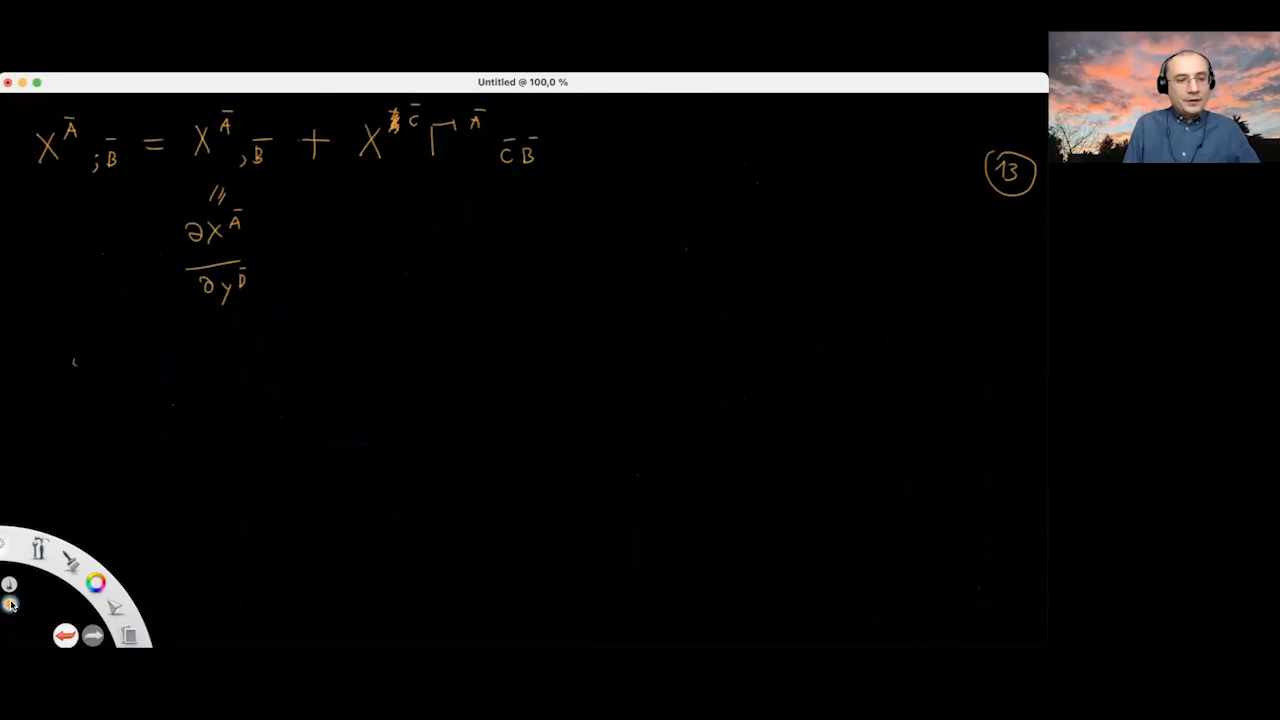 Untitled @ 100,0 %
X^Ā_{;B̄} = X^Ā_{,B̄} + X^C̄ Γ^Ā_{C̄B̄}
13
||
∂X^Ā
∂y^B̄